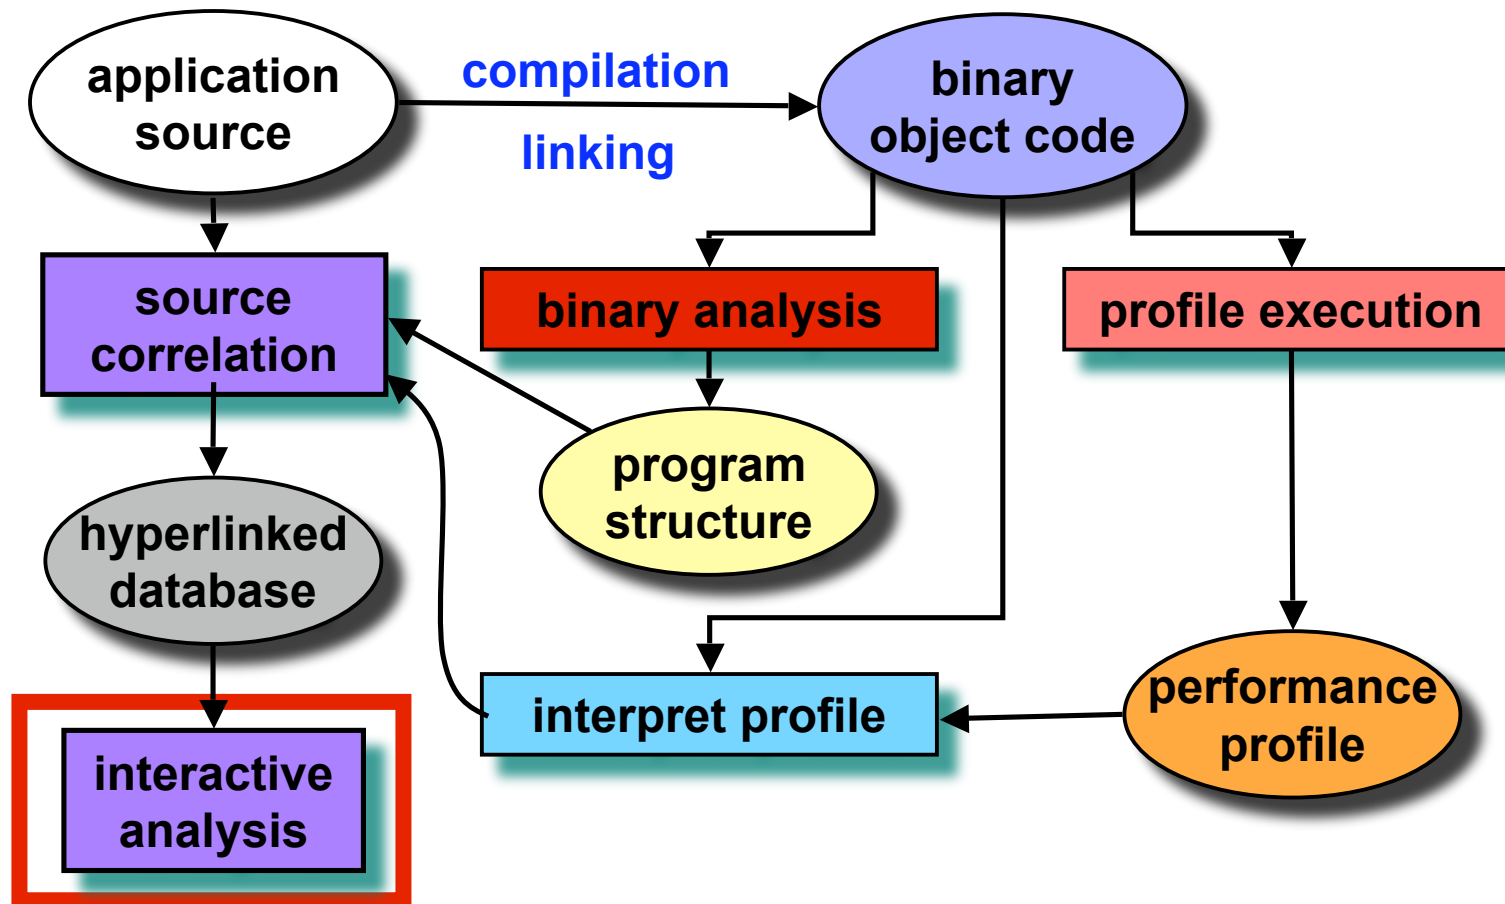 application
source
compilation
linking
binary
object code
source
correlation
binary analysis
profile execution
program
structure
hyperlinked
database
interpret profile
performance
profile
interactive
analysis